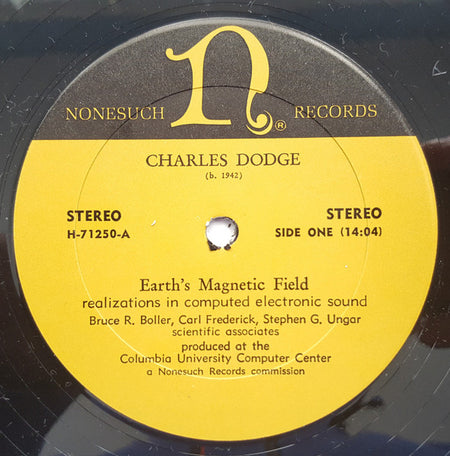 n®
NONESUCH RECORDS
CHARLES DODGE
(b. 1942)
STEREO STEREO
H-71250-A SIDE ONE (14:04)
Earth's Magnetic Field
realizations in computed electronic sound
Bruce R. Boller, Carl Frederick, Stephen G. Ungar
scientific associates
produced at the
Columbia University Computer Center
a Nonesuch Records commission